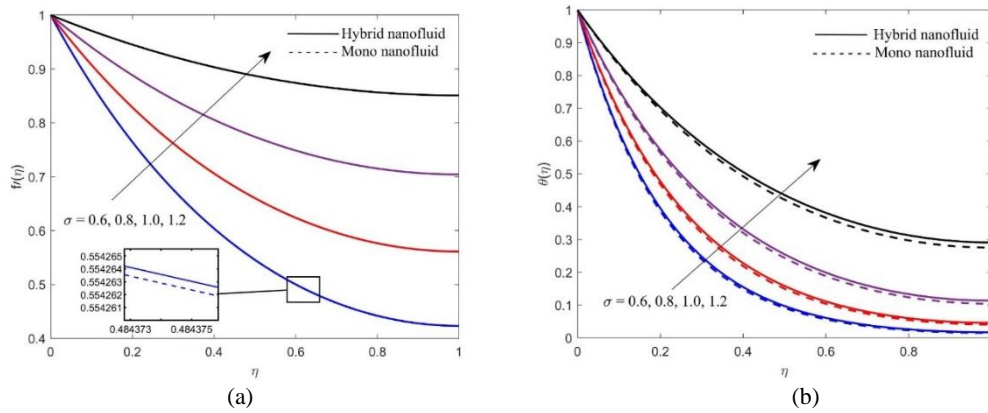 1
Hybrid nanofluid
Mono nanofluid
0.9
0.8
f′(η)
0.7
σ = 0.6, 0.8, 1.0, 1.2
0.6
0.554265
0.554264
0.554263
0.554262
0.554261
0.484373 0.484375
0.5
0.4
0 0.2 0.4 0.6 0.8 1
η
(a)
1
Hybrid nanofluid
Mono nanofluid
0.9
0.8
0.7
0.6
θ(η)
0.5
0.4
0.3
0.2
σ = 0.6, 0.8, 1.0, 1.2
0.1
0
0 0.2 0.4 0.6 0.8
η
(b)